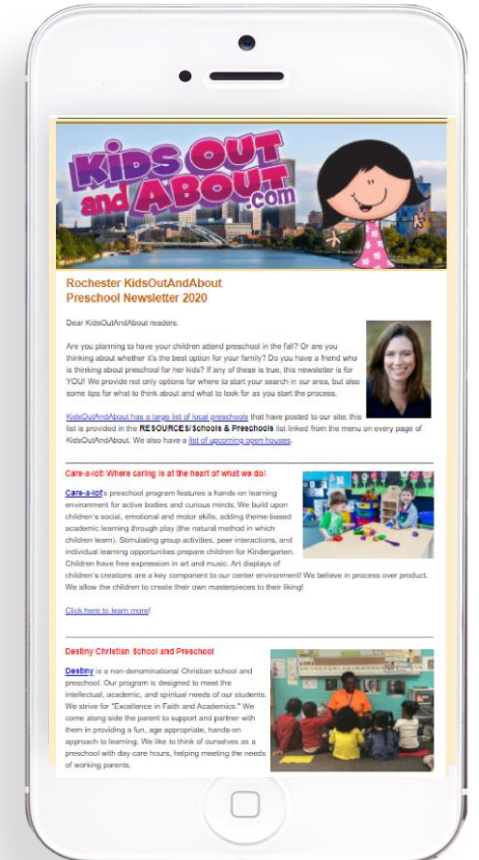 KiDS OUT
and ABOUT
.com
Rochester KidsOutAndAbout
Preschool Newsletter 2020
Dear KidsOutAndAbout readers:
Are you planning to have your children attend preschool in the fall? Or are you
thinking about whether it's the best option for your family? Do you have a friend who
is thinking about preschool for her kids? If any of these is true, this newsletter is for
YOU! We provide not only options for where to start your search in our area, but also
some tips for what to think about and what to look for as you start the process.
KidsOutAndAbout has a large list of local preschools that have posted to our site; this
list is provided in the RESOURCES/Schools & Preschools list linked from the menu on every page of
KidsOutAndAbout. We also have a list of upcoming open houses.
Care-a-lot! Where caring is at the heart of what we do!
Care-a-lot's preschool program features a hands-on learning
environment for active bodies and curious minds. We build upon
children's social, emotional and motor skills, adding theme-based
academic learning through play (the natural method in which
children learn). Stimulating group activities, peer interactions, and
individual learning opportunities prepare children for Kindergarten.
Children have free expression in art and music. Art displays of
children's creations are a key component to our center environment! We believe in process over product.
We allow the children to create their own masterpieces to their liking!
Click here to learn more!
Destiny Christian School and Preschool
Destiny is a non-denominational Christian school and
preschool. Our program is designed to meet the
intellectual, academic, and spiritual needs of our students.
We strive for "Excellence in Faith and Academics." We
come along side the parent to support and partner with
them in providing a fun, age appropriate, hands-on
approach to learning. We like to think of ourselves as a
preschool with day care hours, helping meeting the needs
of working parents.